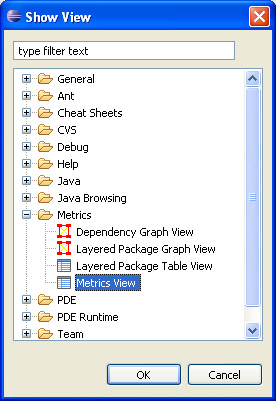 Show View
type filter text
General
Ant
Cheat Sheets
CVS
Debug
Help
Java
Java Browsing
Metrics
Dependency Graph View
Layered Package Graph View
Layered Package Table View
Metrics View
PDE
PDE Runtime
Team
OK
Cancel